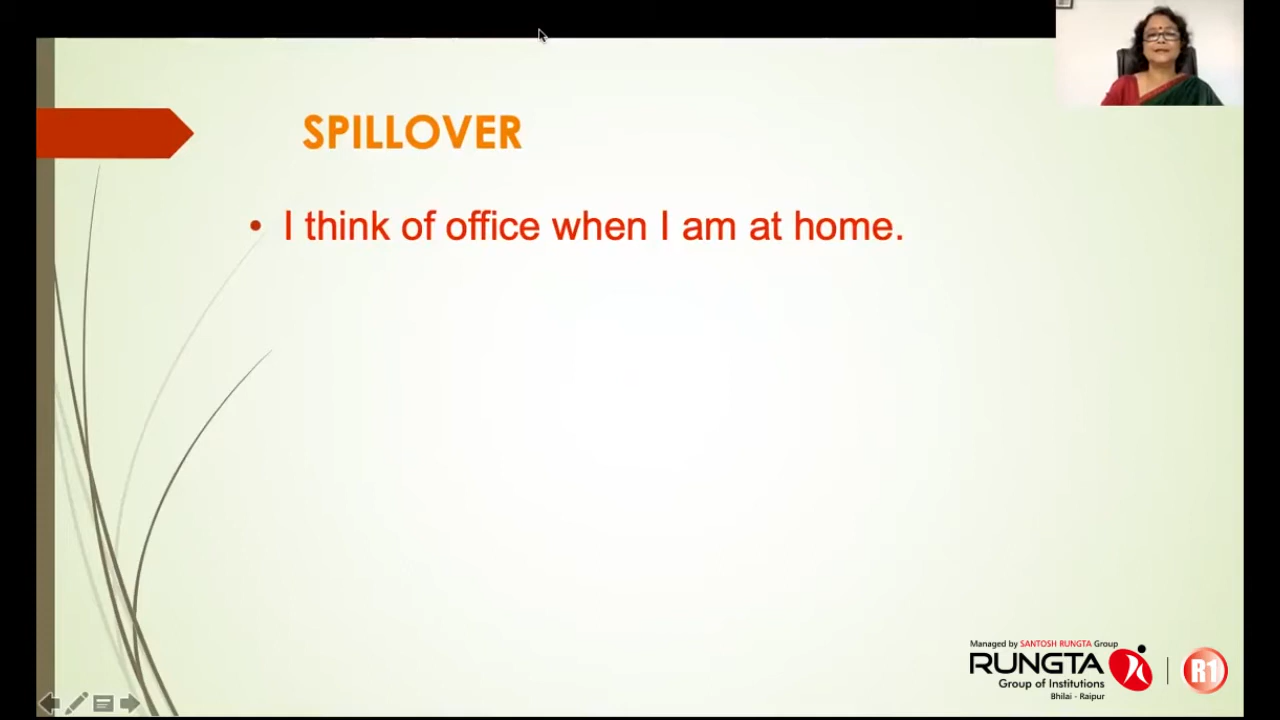 SPILLOVER
• I think of office when I am at home.
Managed by SANTOSH RUNGTA Group
RUNGTA
Group of Institutions
Bhilai - Raipur
R1